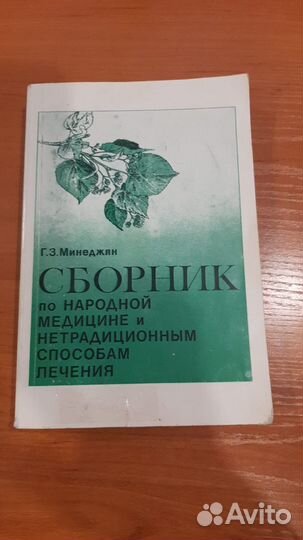 Г.З.Минеджян
СБОРНИК
по НАРОДНОЙ
МЕДИЦИНЕ и
НЕТРАДИЦИОННЫМ
СПОСОБАМ
ЛЕЧЕНИЯ
Avito